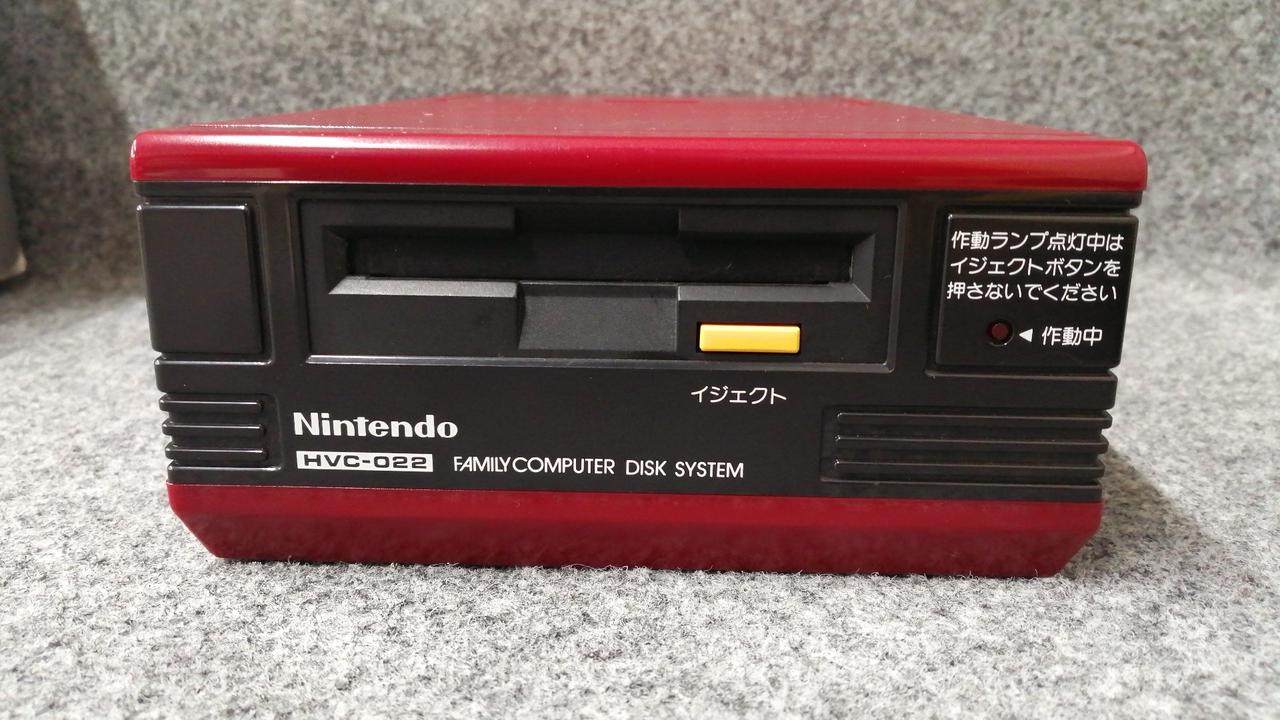 作動ランプ点灯中は
イジェクトボタンを
押さないでください
◀ 作動中
イジェクト
Nintendo
HVC-022 FAMILY COMPUTER DISK SYSTEM